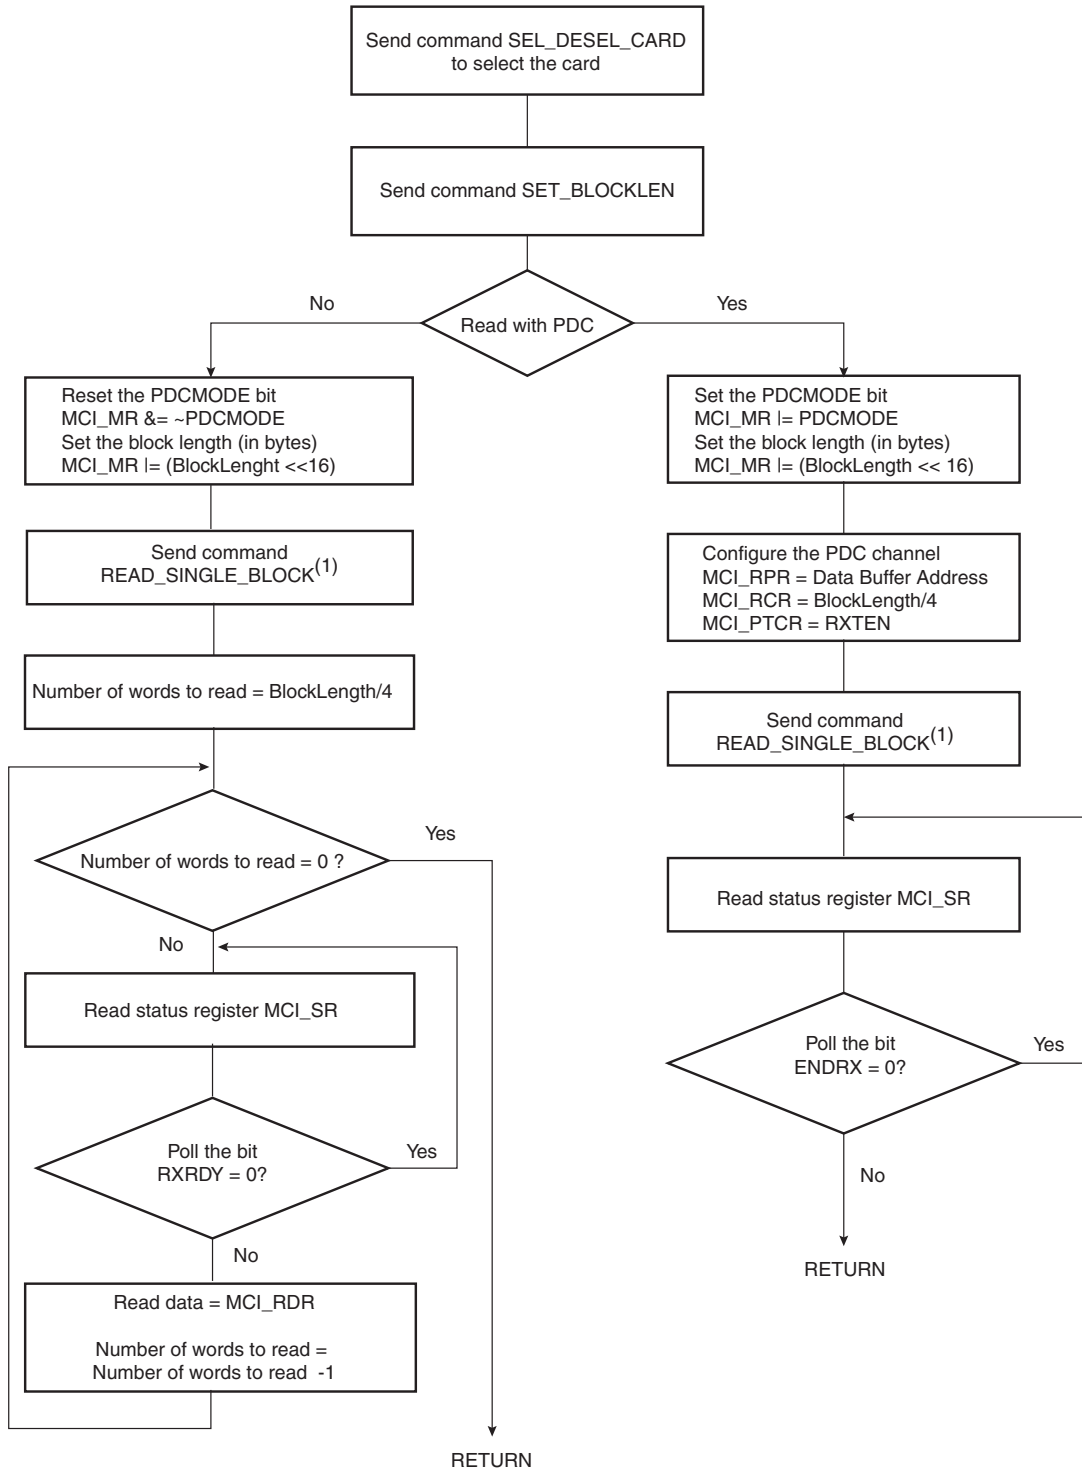 Send command SEL_DESEL_CARD
to select the card
Send command SET_BLOCKLEN
No
Yes
Read with PDC
Reset the PDCMODE bit
MCI_MR &= ~PDCMODE
Set the block length (in bytes)
MCI_MR |= (BlockLenght <<16)
Send command
READ_SINGLE_BLOCK(1)
Number of words to read = BlockLength/4
Number of words to read = 0 ?
Yes
No
Read status register MCI_SR
Poll the bit
RXRDY = 0?
Yes
No
Read data = MCI_RDR
Number of words to read =
Number of words to read -1
RETURN
Set the PDCMODE bit
MCI_MR |= PDCMODE
Set the block length (in bytes)
MCI_MR |= (BlockLength << 16)
Configure the PDC channel
MCI_RPR = Data Buffer Address
MCI_RCR = BlockLength/4
MCI_PTCR = RXTEN
Send command
READ_SINGLE_BLOCK(1)
Read status register MCI_SR
Poll the bit
ENDRX = 0?
Yes
No
RETURN